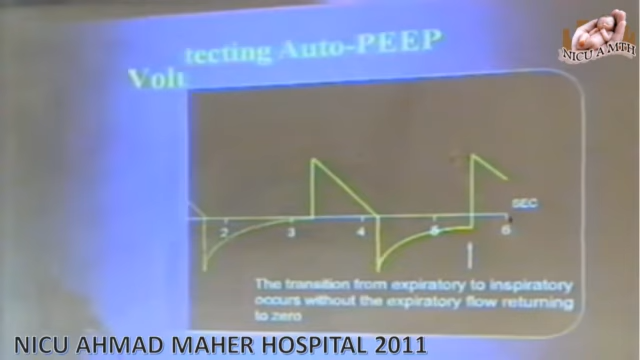 NICU A MTH
tecting Auto-PEEP
Volu
SEC
2
3
4
5
6
The transition from expiratory to inspiratory
occurs without the expiratory flow returning
to zero
NICU AHMAD MAHER HOSPITAL 2011